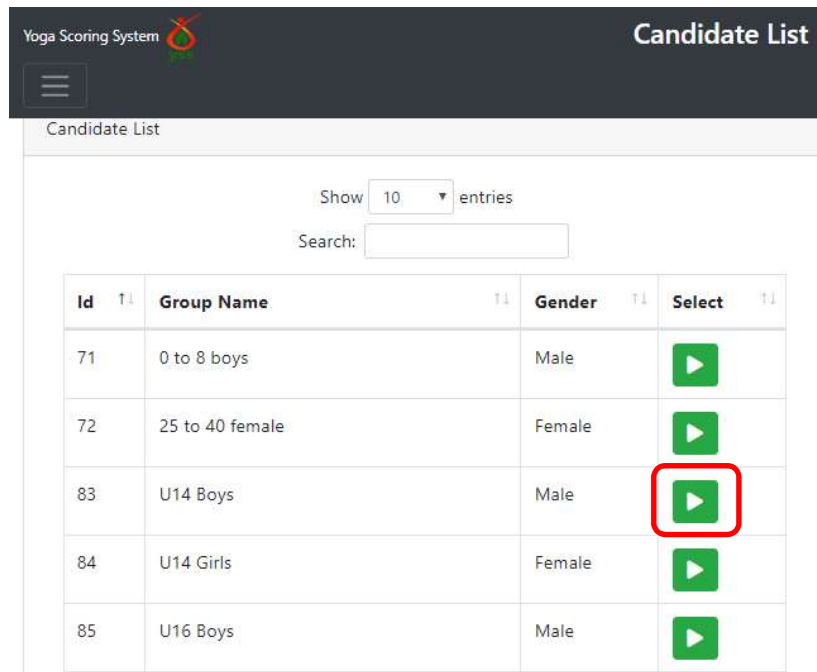 Yoga Scoring System
Candidate List
Candidate List
Show 10 entries
Search:
Id Group Name Gender Select
71 0 to 8 boys Male
72 25 to 40 female Female
83 U14 Boys Male
84 U14 Girls Female
85 U16 Boys Male